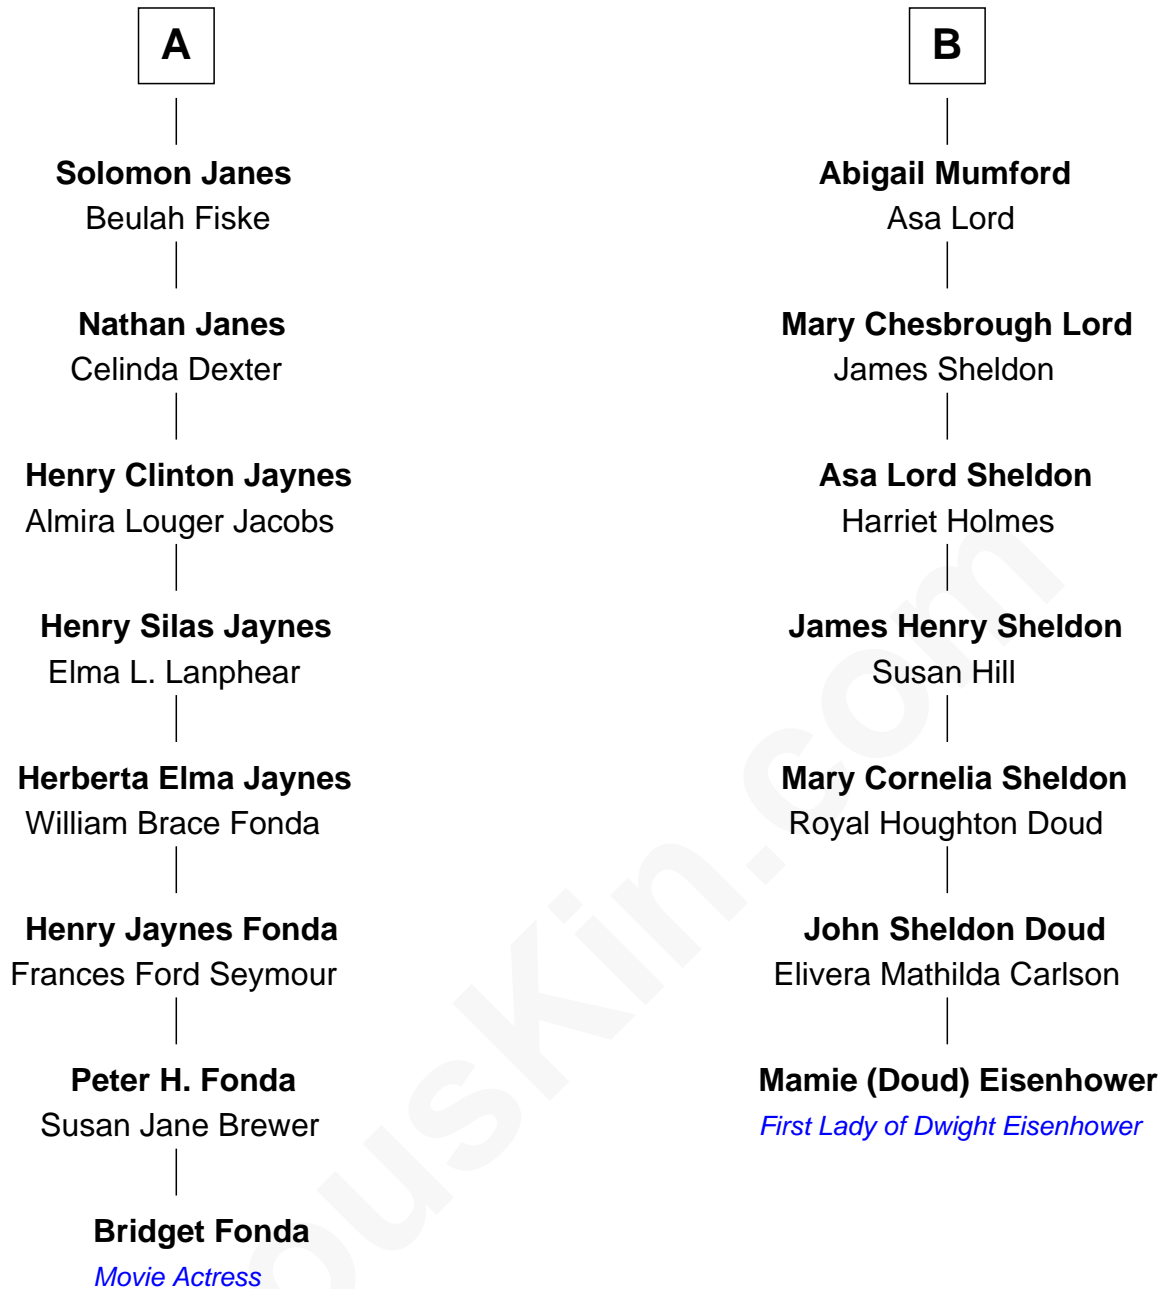 A
Solomon Janes
Beulah Fiske
Nathan Janes
Celinda Dexter
Henry Clinton Jaynes
Almira Louger Jacobs
Henry Silas Jaynes
Elma L. Lanphear
Herberta Elma Jaynes
William Brace Fonda
Henry Jaynes Fonda
Frances Ford Seymour
Peter H. Fonda
Susan Jane Brewer
Bridget Fonda
Movie Actress
B
Abigail Mumford
Asa Lord
Mary Chesbrough Lord
James Sheldon
Asa Lord Sheldon
Harriet Holmes
James Henry Sheldon
Susan Hill
Mary Cornelia Sheldon
Royal Houghton Doud
John Sheldon Doud
Elivera Mathilda Carlson
Mamie (Doud) Eisenhower
First Lady of Dwight Eisenhower
ousKin.com